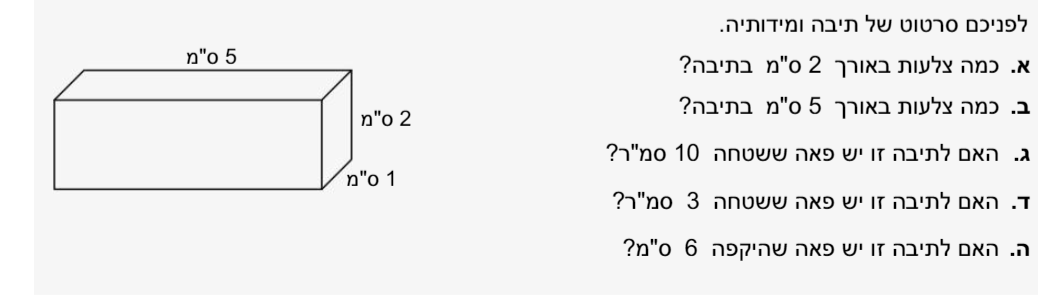 לפניכם סרטוט של תיבה ומידותיה.
א. כמה צלעות באורך 2 ס"מ בתיבה?
ב. כמה צלעות באורך 5 ס"מ בתיבה?
ג. האם לתיבה זו יש פאה ששטחה 10 סמ"ר?
ד. האם לתיבה זו יש פאה ששטחה 3 סמ"ר?
ה. האם לתיבה זו יש פאה שהיקפה 6 ס"מ?
5 ס"מ
2 ס"מ
1 ס"מ